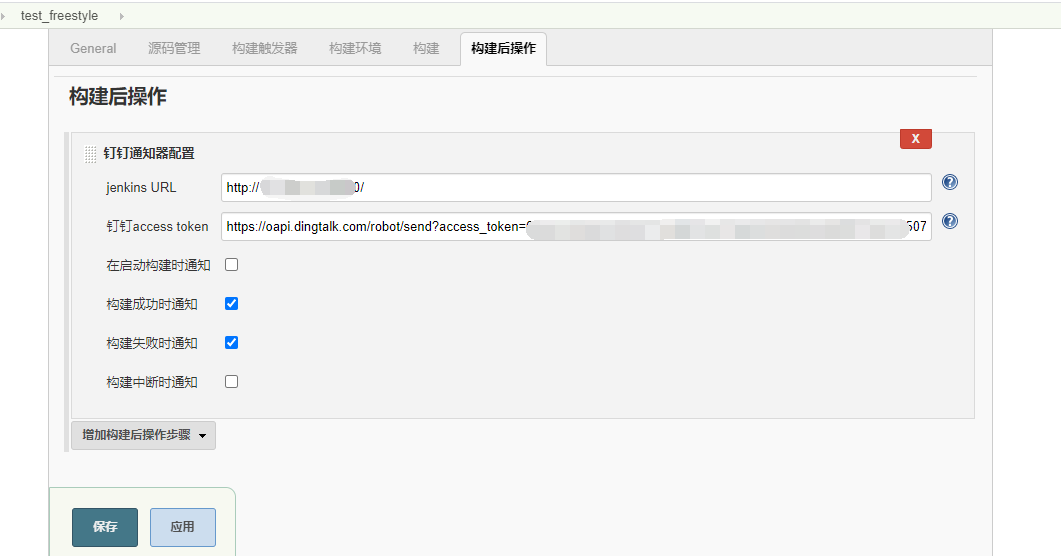 test_freestyle
General 源码管理 构建触发器 构建环境 构建 构建后操作
构建后操作
X
钉钉通知器配置
jenkins URL http:// 0/
钉钉access token https://oapi.dingtalk.com/robot/send?access_token= 507
在启动构建时通知
构建成功时通知
构建失败时通知
构建中断时通知
增加构建后操作步骤
保存 应用